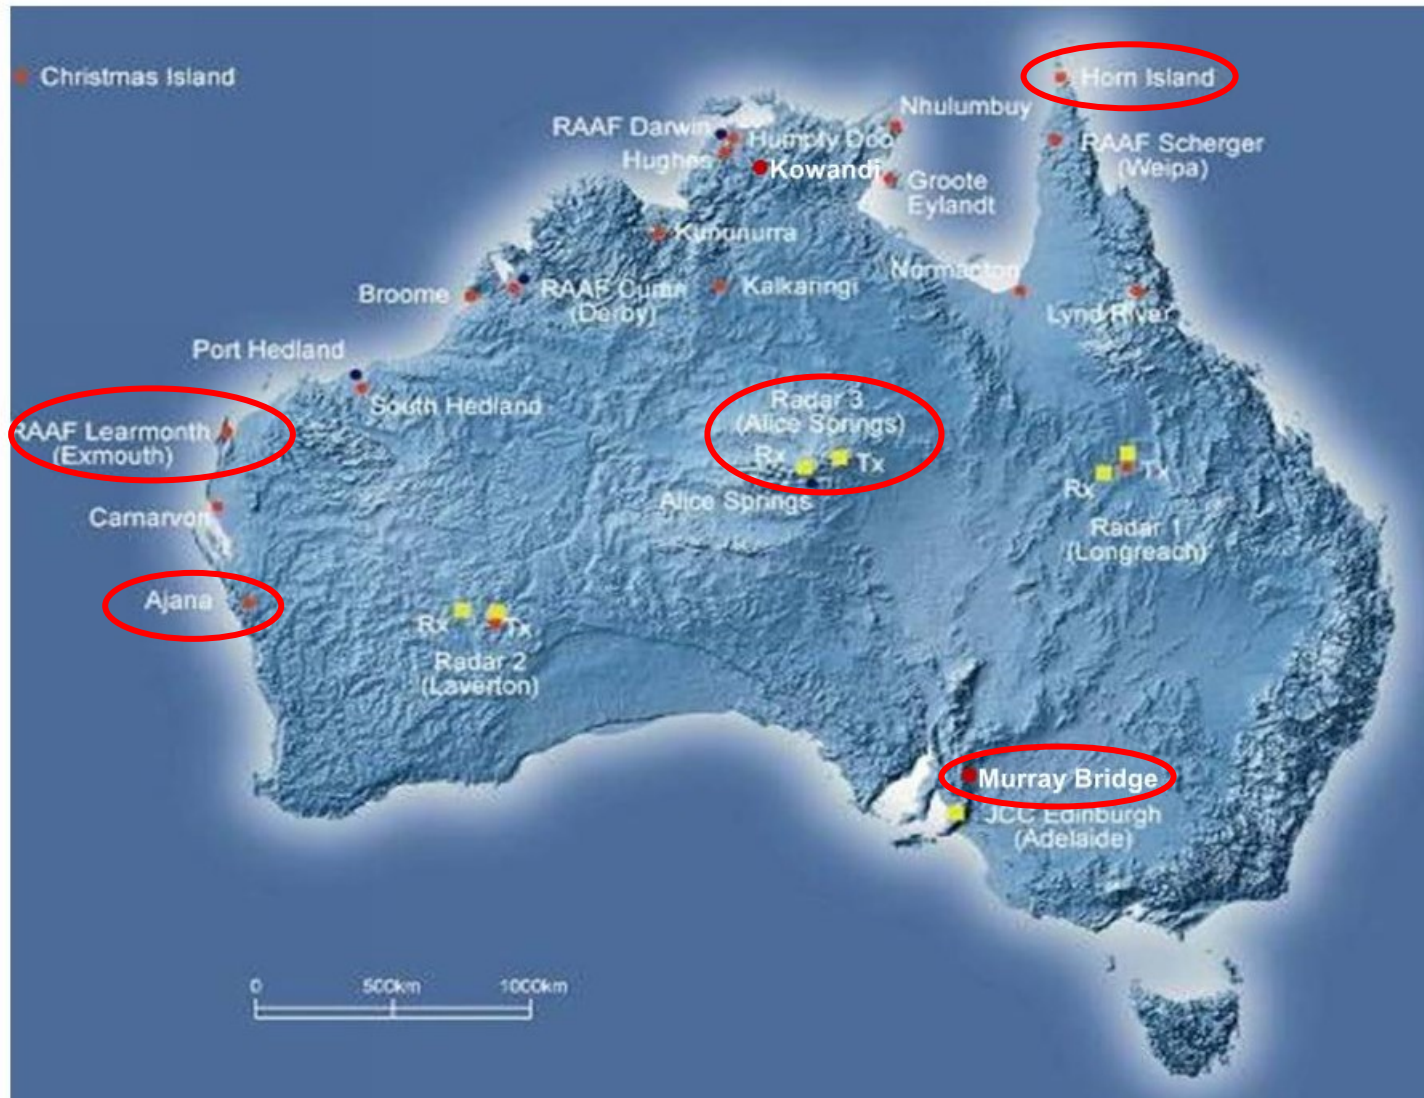 Christmas Island
Horn Island
Nhulumbuy
RAAF Darwin
Humpty Doo
Hughes
RAAF Scherger
(Weipa)
Kowandi
Groote
Eylandt
Kununurra
Normanton
Broome
RAAF Curtin
(Derby)
Kalkaringi
Lynd River
Port Hedland
South Hedland
Radar 3
(Alice Springs)
RAAF Learmonth
(Exmouth)
Rx
Tx
Alice Springs
Rx
Tx
Radar 1
(Longreach)
Carnarvon
Ajana
Rx
Tx
Radar 2
(Laverton)
Murray Bridge
JCC Edinburgh
(Adelaide)
0 500km 1000km